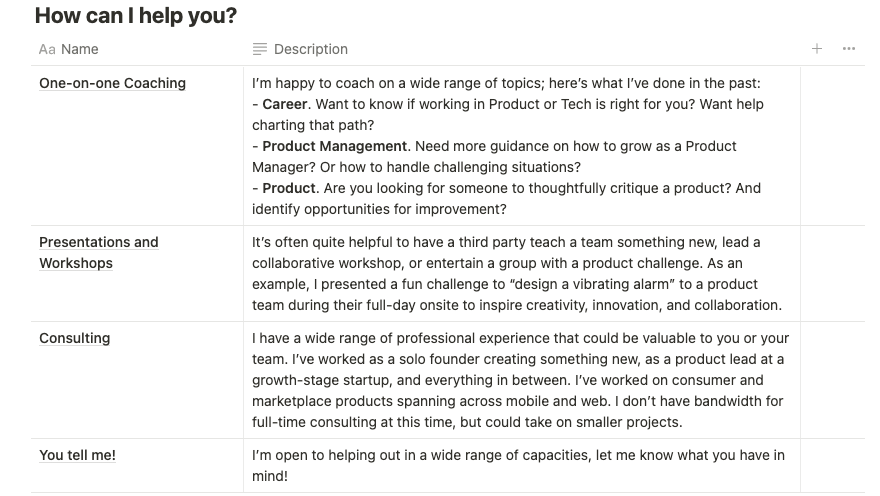 How can I help you?
Aa Name
Description
One-on-one Coaching
I’m happy to coach on a wide range of topics; here’s what I’ve done in the past:
- Career. Want to know if working in Product or Tech is right for you? Want help
charting that path?
- Product Management. Need more guidance on how to grow as a Product
Manager? Or how to handle challenging situations?
- Product. Are you looking for someone to thoughtfully critique a product? And
identify opportunities for improvement?
Presentations and
Workshops
It’s often quite helpful to have a third party teach a team something new, lead a
collaborative workshop, or entertain a group with a product challenge. As an
example, I presented a fun challenge to “design a vibrating alarm” to a product
team during their full-day onsite to inspire creativity, innovation, and collaboration.
Consulting
I have a wide range of professional experience that could be valuable to you or your
team. I’ve worked as a solo founder creating something new, as a product lead at a
growth-stage startup, and everything in between. I’ve worked on consumer and
marketplace products spanning across mobile and web. I don’t have bandwidth for
full-time consulting at this time, but could take on smaller projects.
You tell me!
I’m open to helping out in a wide range of capacities, let me know what you have in
mind!